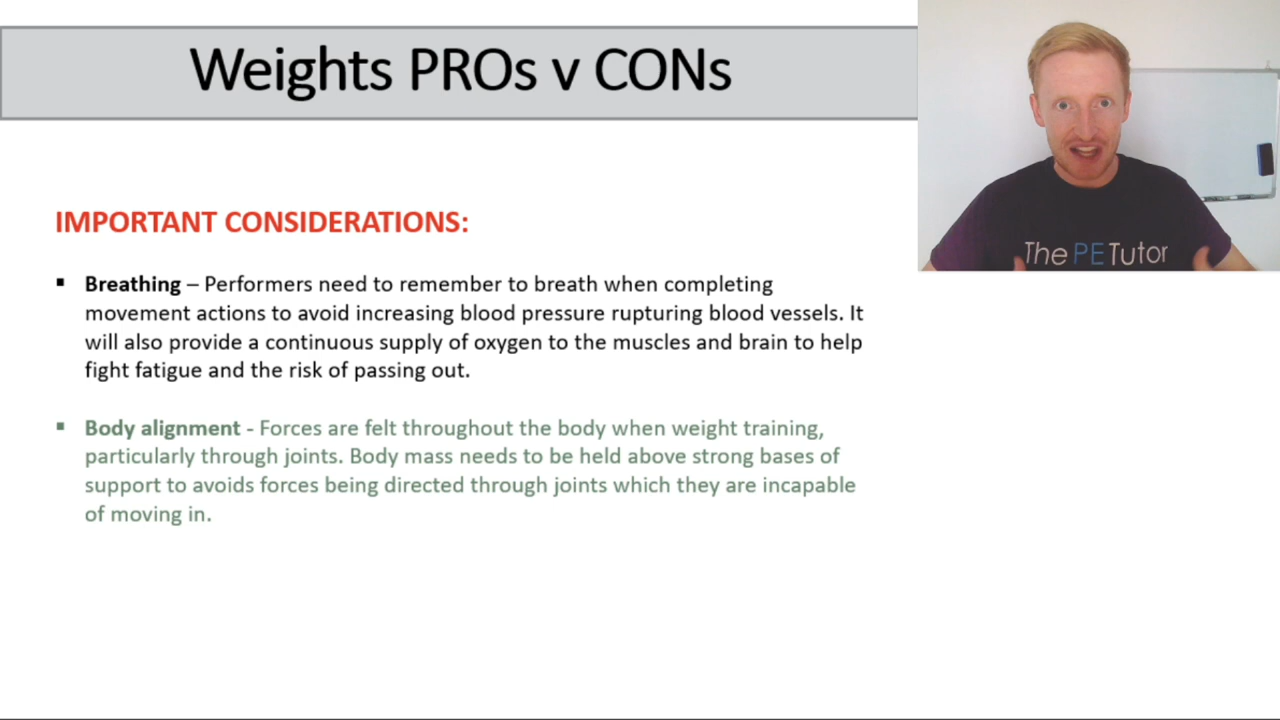 Weights PROs v CONs
The PE Tutor
IMPORTANT CONSIDERATIONS:
▪ Breathing – Performers need to remember to breath when completing
movement actions to avoid increasing blood pressure rupturing blood vessels. It
will also provide a continuous supply of oxygen to the muscles and brain to help
fight fatigue and the risk of passing out.
▪ Body alignment - Forces are felt throughout the body when weight training,
particularly through joints. Body mass needs to be held above strong bases of
support to avoids forces being directed through joints which they are incapable
of moving in.